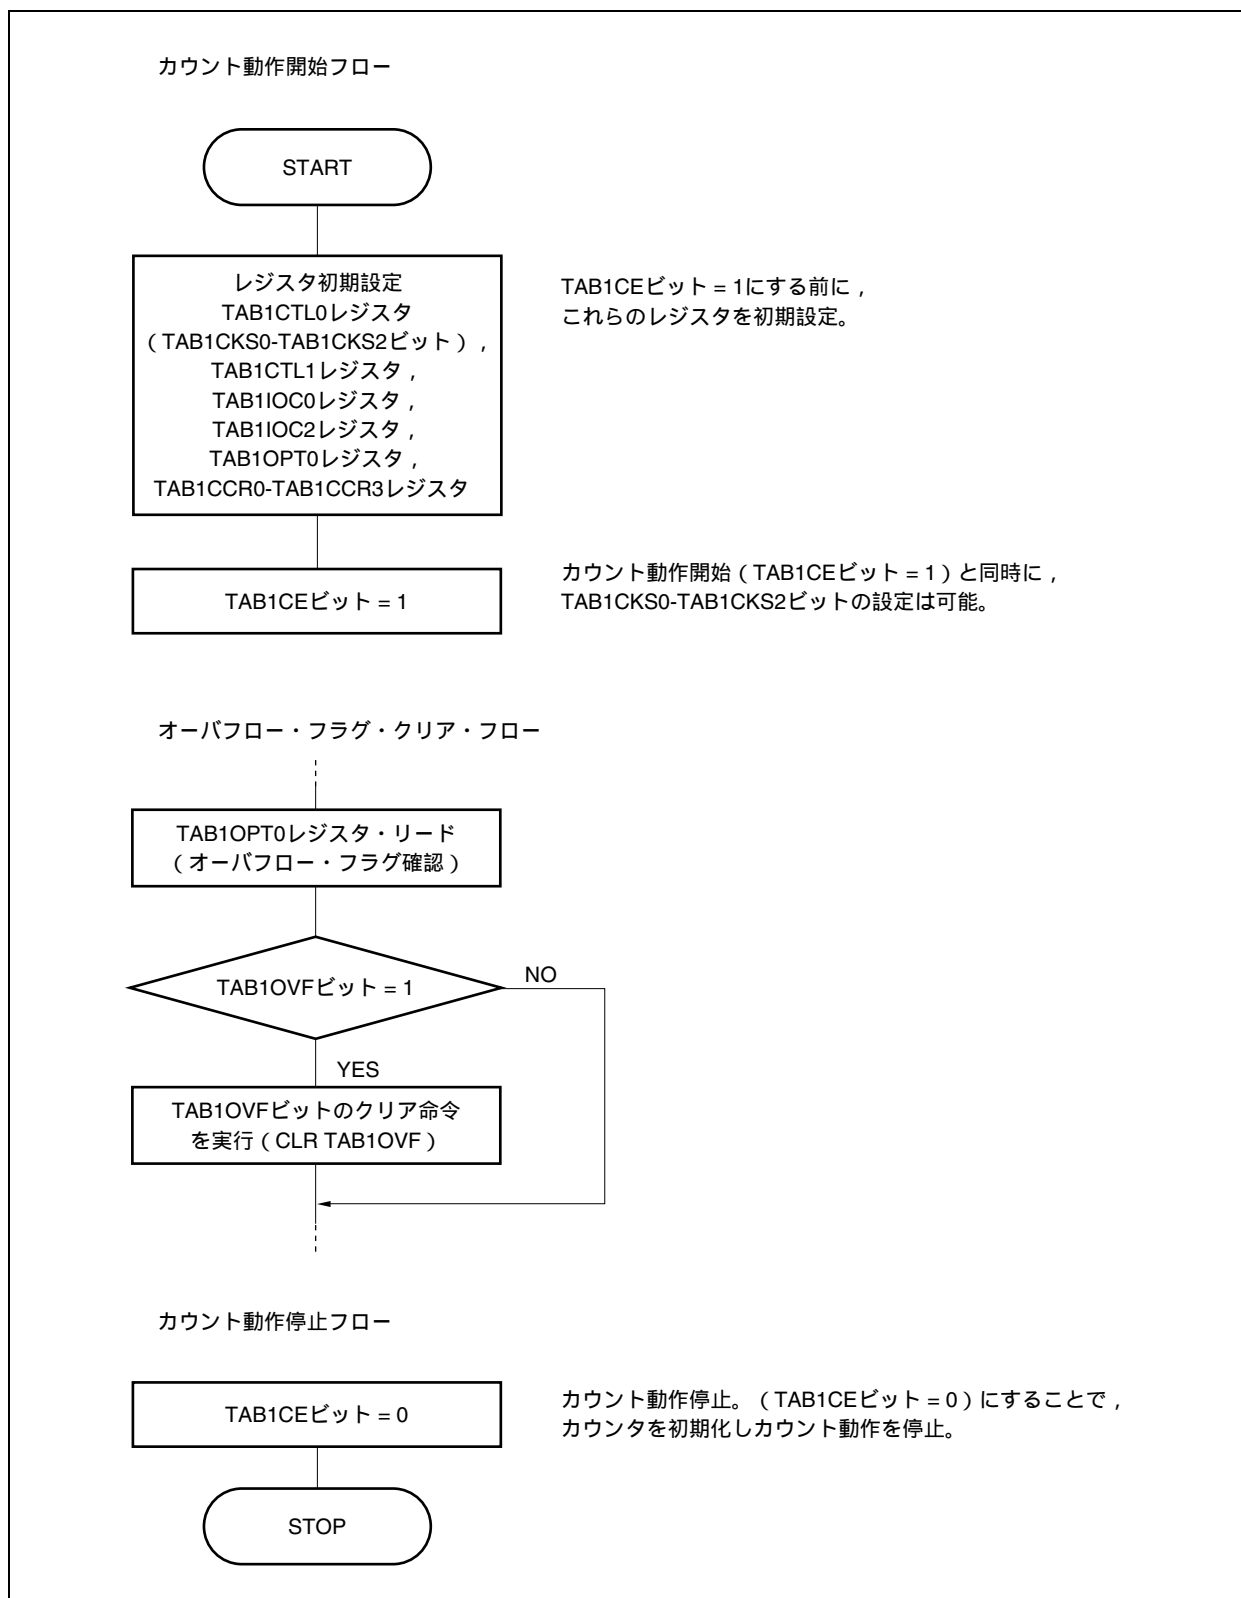 カウント動作開始フロー
START
レジスタ初期設定
TAB1CTL0レジスタ
（TAB1CKS0-TAB1CKS2ビット），
TAB1CTL1レジスタ，
TAB1IOC0レジスタ，
TAB1IOC2レジスタ，
TAB1OPT0レジスタ，
TAB1CCR0-TAB1CCR3レジスタ
TAB1CEビット = 1にする前に，
これらのレジスタを初期設定。
TAB1CEビット = 1
カウント動作開始（TAB1CEビット = 1）と同時に，
TAB1CKS0-TAB1CKS2ビットの設定は可能。
オーバフロー・フラグ・クリア・フロー
TAB1OPT0レジスタ・リード
（オーバフロー・フラグ確認）
TAB1OVFビット = 1
NO
YES
TAB1OVFビットのクリア命令
を実行（CLR TAB1OVF）
カウント動作停止フロー
TAB1CEビット = 0
カウント動作停止。（TAB1CEビット = 0）にすることで，
カウンタを初期化しカウント動作を停止。
STOP